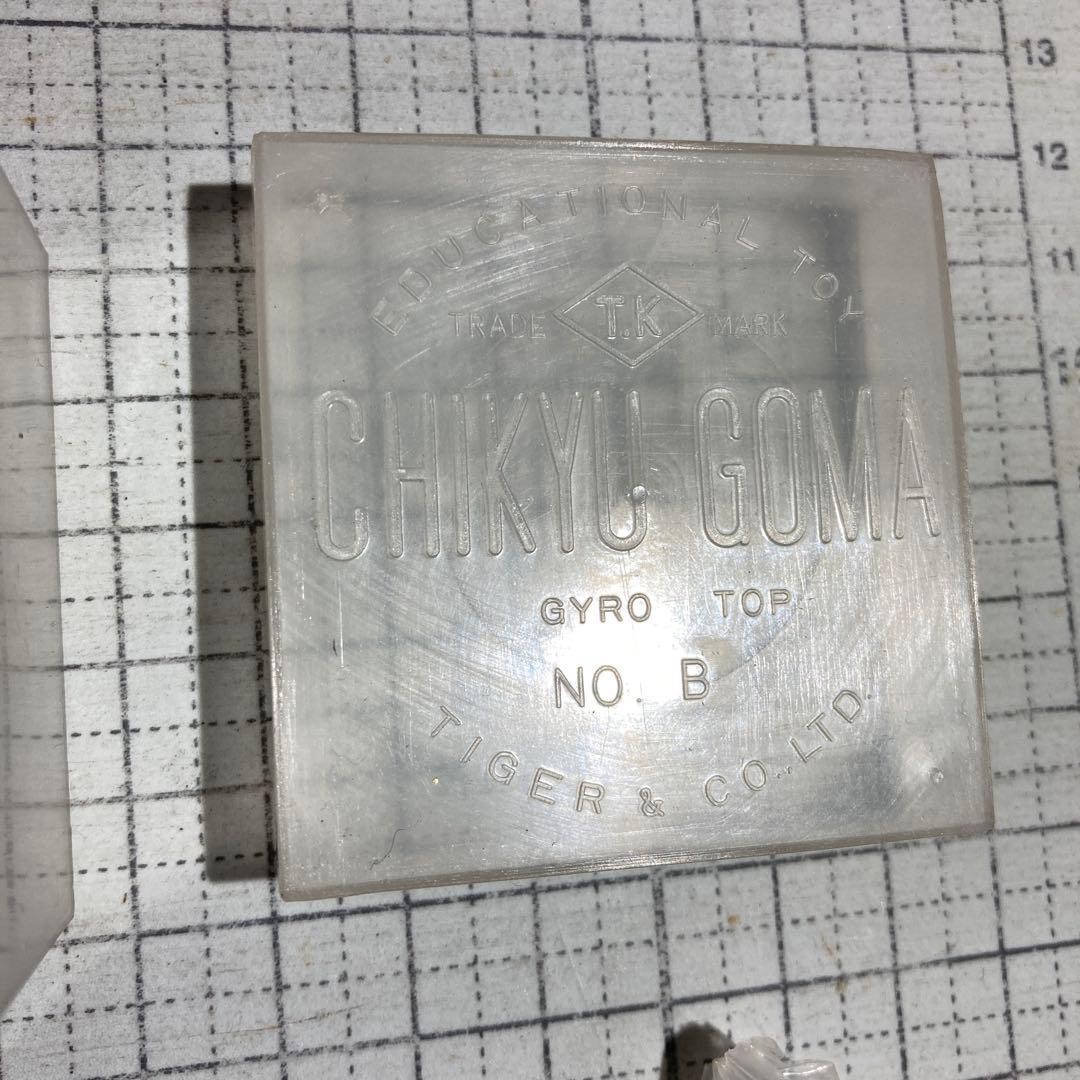 EDUCATIONAL TOY
TRADE T.K MARK
CHIKYU GOMA
GYRO TOP
NO. B
TIGER & CO.,LTD.
13
12
11